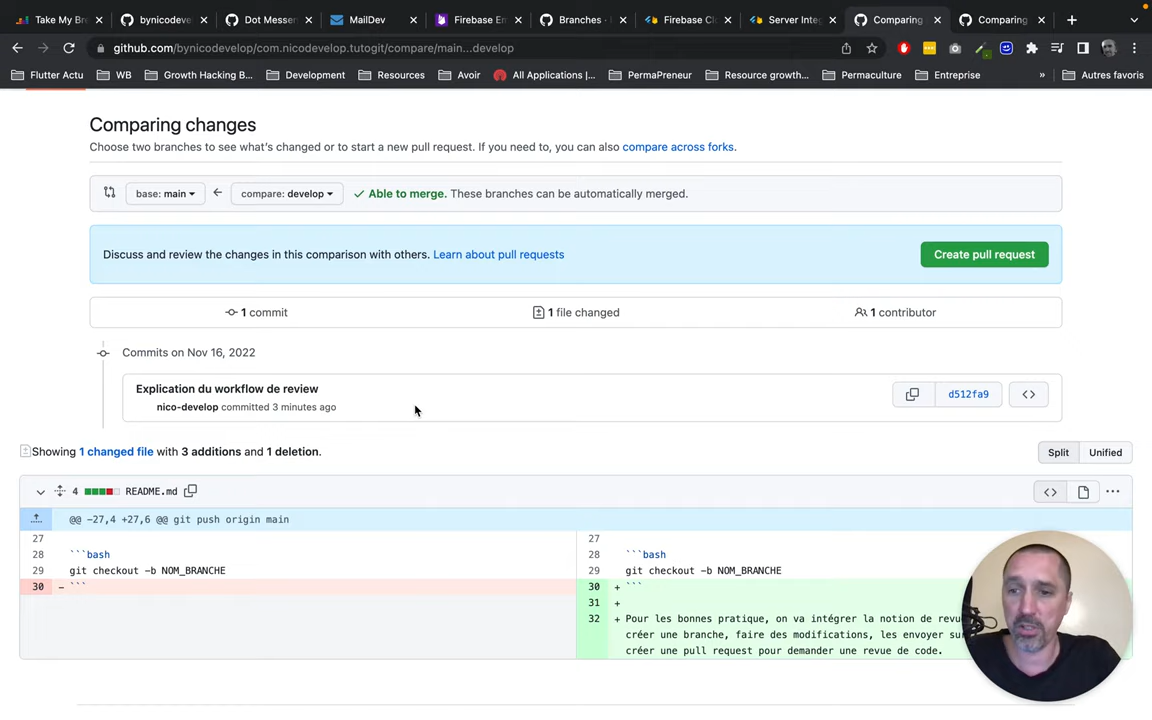 Take My Br
bynicodeve
Dot Messen
MailDev
Firebase En
Branches ·
Firebase Cl
Server Inte
Comparing
Comparing
github.com/bynicodevelop/com.nicodevelop.tutogit/compare/main...develop
Flutter Actu
WB
Growth Hacking B...
Development
Resources
Avoir
All Applications |...
PermaPreneur
Resource growth...
Permaculture
Entreprise
»
Autres favoris
Comparing changes
Choose two branches to see what's changed or to start a new pull request. If you need to, you can also compare across forks.
base: main
compare: develop
Able to merge. These branches can be automatically merged.
Discuss and review the changes in this comparison with others. Learn about pull requests
Create pull request
1 commit
1 file changed
1 contributor
Commits on Nov 16, 2022
Explication du workflow de review
nico-develop committed 3 minutes ago
d512fa9
Showing 1 changed file with 3 additions and 1 deletion.
Split
Unified
4
README.md
@@ -27,4 +27,6 @@ git push origin main
27
27
28 ```bash
28 ```bash
29 git checkout -b NOM_BRANCHE
29 git checkout -b NOM_BRANCHE
30 - ```
30 + ```
31 +
32 + Pour les bonnes pratique, on va intégrer la notion de
créer une branche, faire des modifications, les envoyer
créer une pull request pour demander une revue de code.